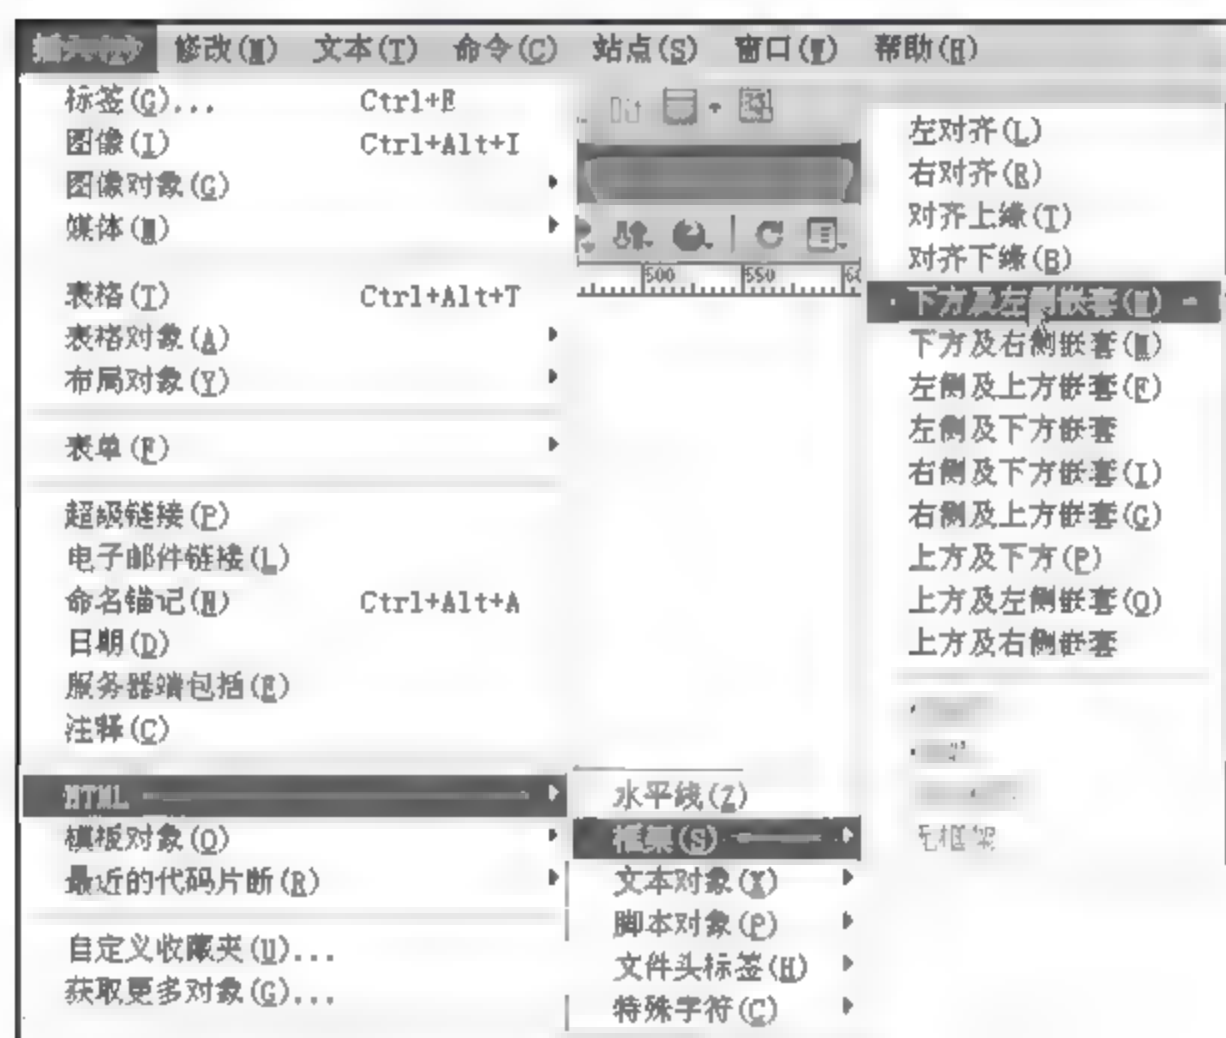 修改(M) 文本(T) 命令(C) 站点(S) 窗口(W) 帮助(H)
标签(G)... Ctrl+E
图像(I) Ctrl+Alt+I
图像对象(G)
媒体(M)
表格(T) Ctrl+Alt+T
表格对象(A)
布局对象(Y)
表单(F)
超级链接(P)
电子邮件链接(L)
命名锚记(N) Ctrl+Alt+A
日期(D)
服务器端包括(E)
注释(C)
HTML
模板对象(O)
最近的代码片断(R)
自定义收藏夹(U)...
获取更多对象(G)...
500 550
水平线(Z)
框架(S)
文本对象(X)
脚本对象(P)
文件头标签(H)
特殊字符(C)
左对齐(L)
右对齐(R)
对齐上缘(T)
对齐下缘(B)
下方及左侧嵌套(N)
下方及右侧嵌套(M)
左侧及上方嵌套(F)
左侧及下方嵌套
右侧及下方嵌套(I)
右侧及上方嵌套(G)
上方及下方(P)
上方及左侧嵌套(O)
上方及右侧嵌套
无框架